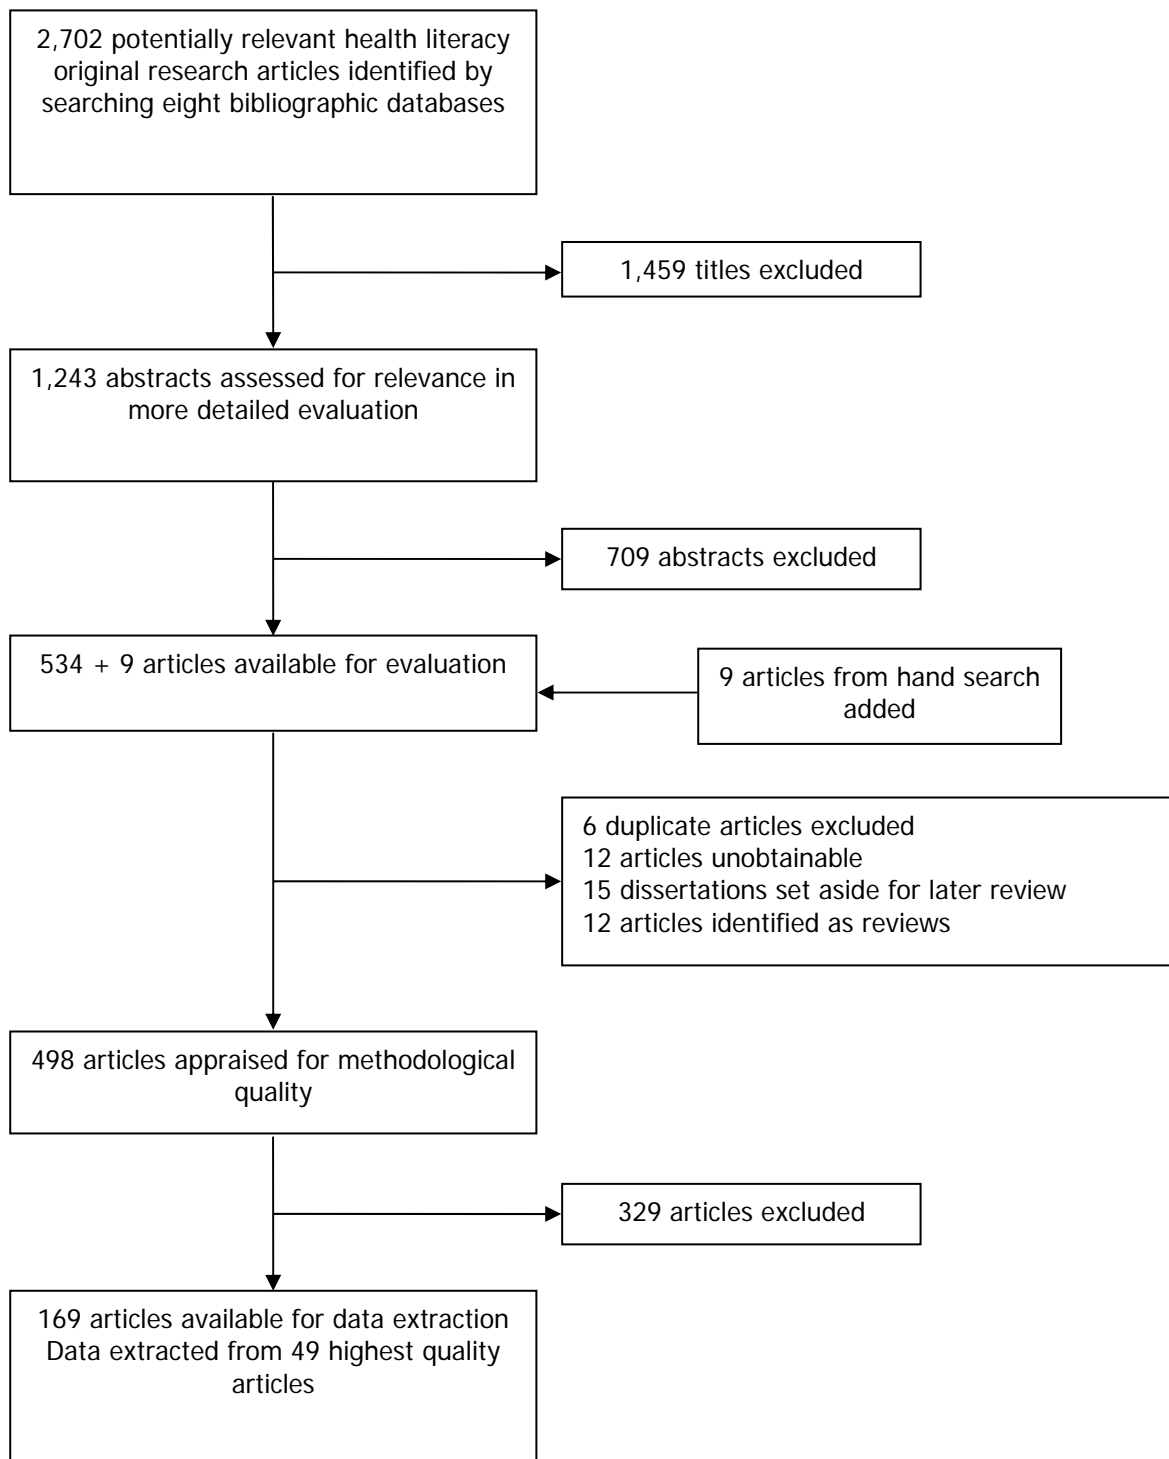 2,702 potentially relevant health literacy
original research articles identified by
searching eight bibliographic databases
1,459 titles excluded
1,243 abstracts assessed for relevance in
more detailed evaluation
709 abstracts excluded
534 + 9 articles available for evaluation
9 articles from hand search
added
6 duplicate articles excluded
12 articles unobtainable
15 dissertations set aside for later review
12 articles identified as reviews
498 articles appraised for methodological
quality
329 articles excluded
169 articles available for data extraction
Data extracted from 49 highest quality
articles